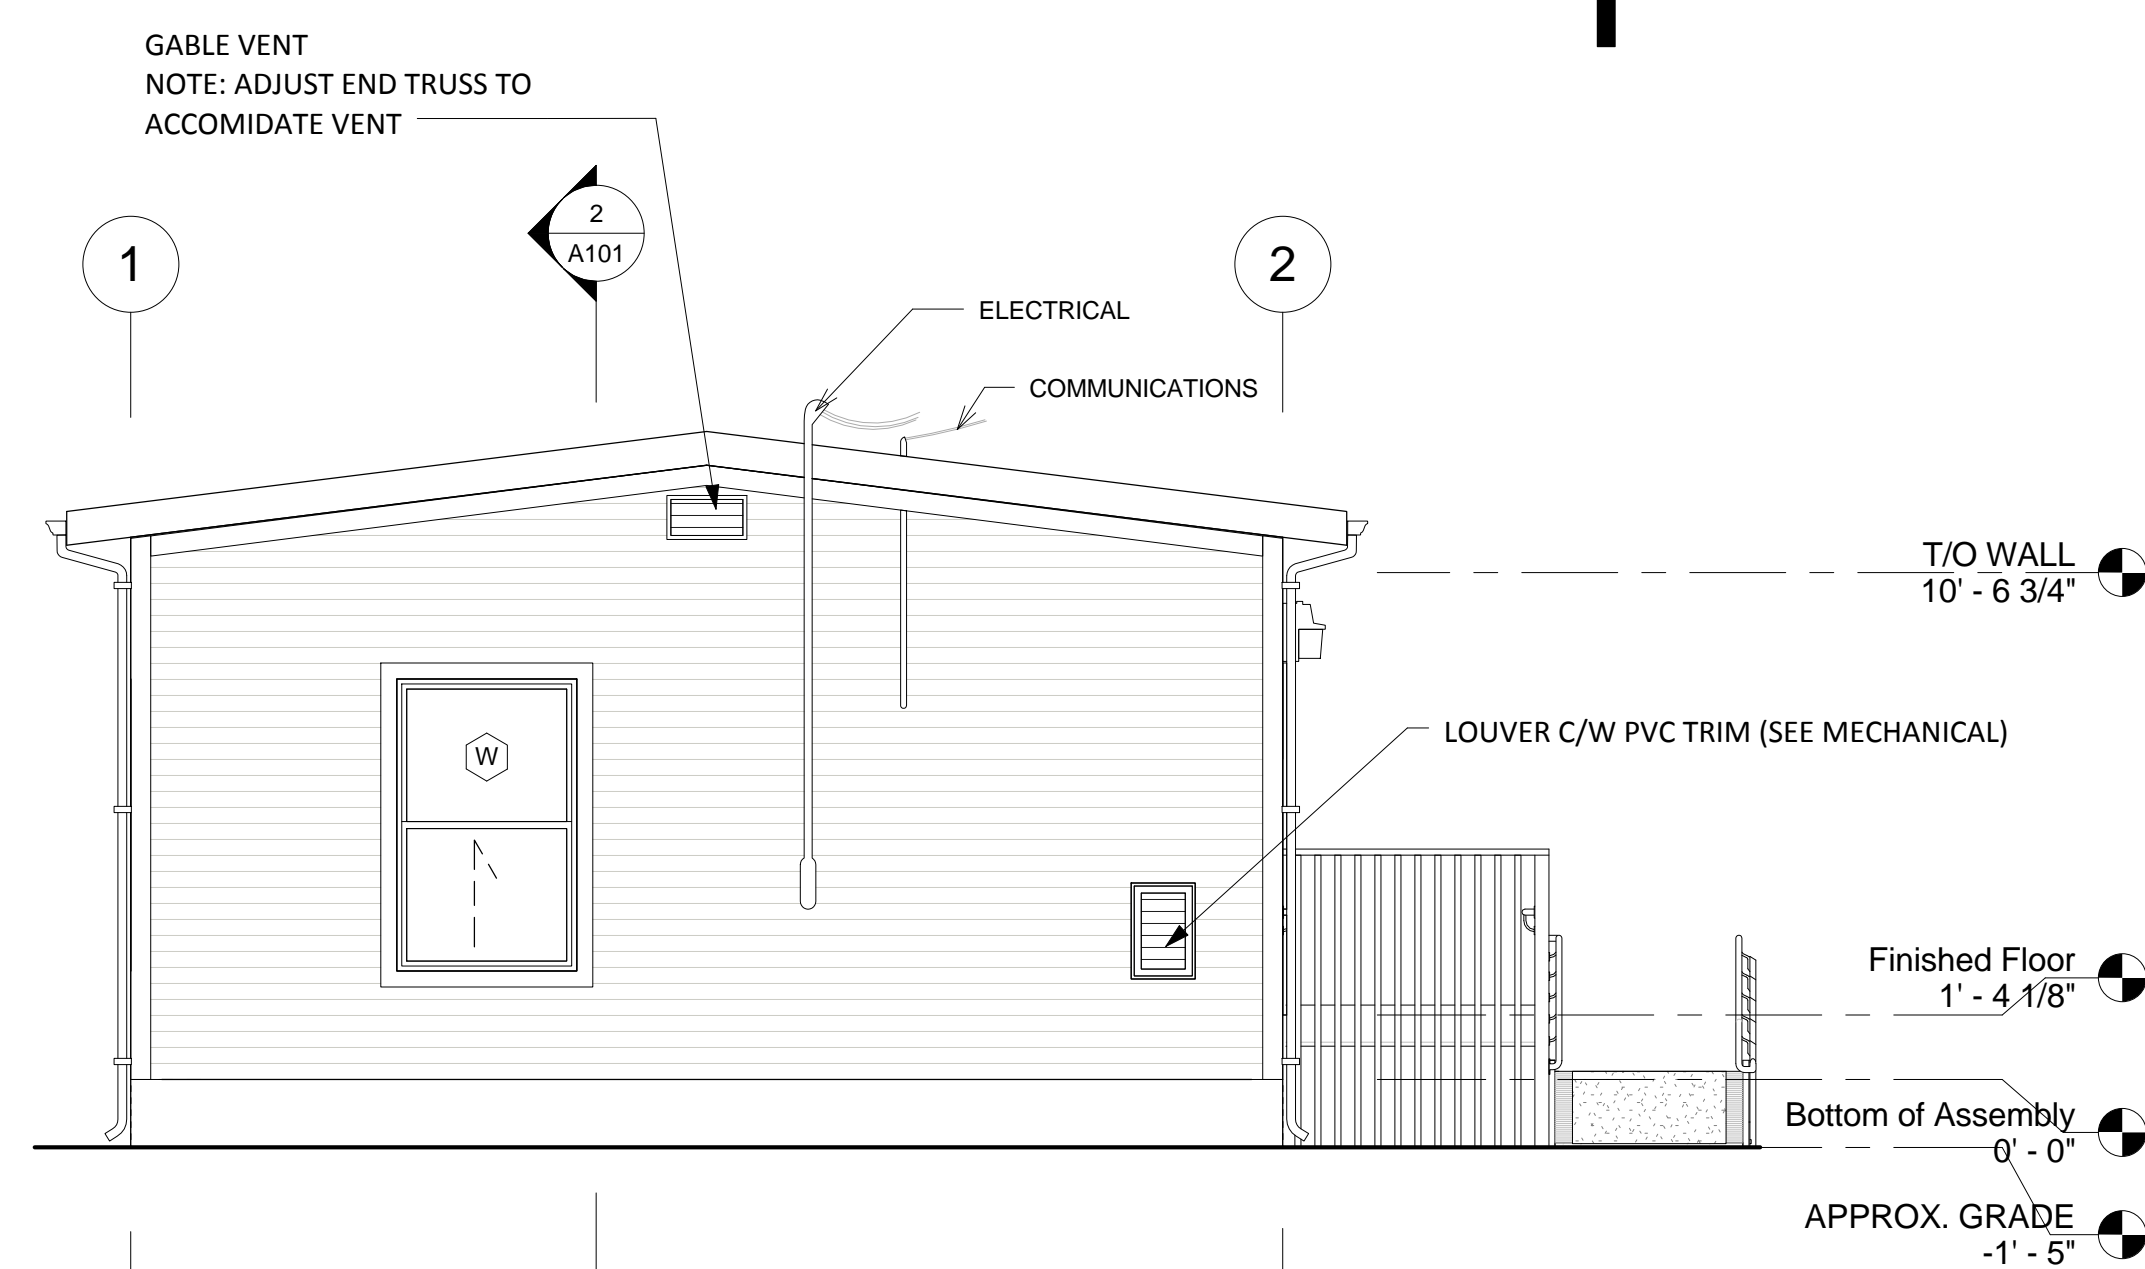 GABLE VENT
NOTE: ADJUST END TRUSS TO
ACCOMIDATE VENT
2
A101
1
2
ELECTRICAL
COMMUNICATIONS
T/O WALL
10' - 6 3/4"
W
LOUVER C/W PVC TRIM (SEE MECHANICAL)
Finished Floor
1' - 4 1/8"
Bottom of Assembly
0' - 0"
APPROX. GRADE
-1' - 5"